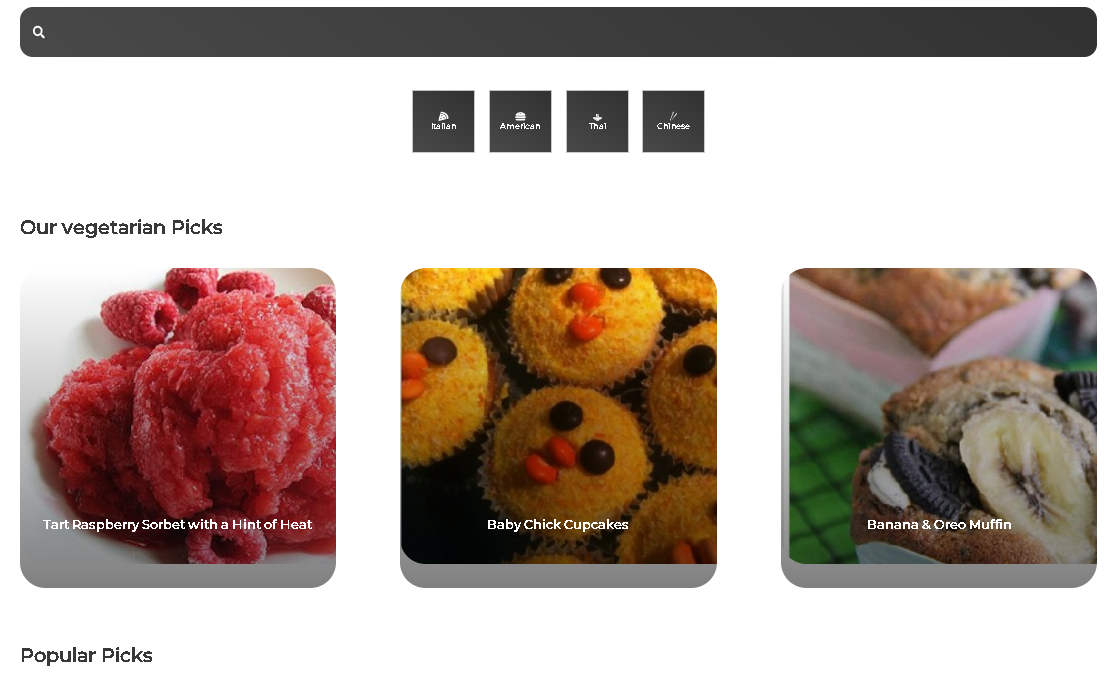 Italian
American
Thai
Chinese
Our vegetarian Picks
Tart Raspberry Sorbet with a Hint of Heat
Baby Chick Cupcakes
Banana & Oreo Muffin
Popular Picks